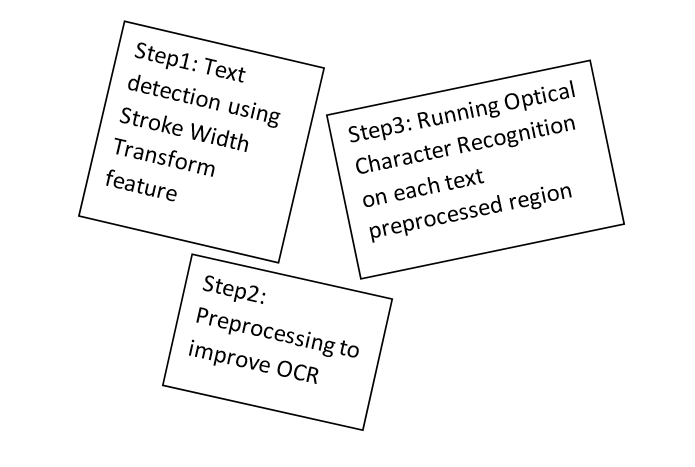 Step1: Text
detection using
Stroke Width
Transform
feature
Step2:
Preprocessing to
improve OCR
Step3: Running Optical
Character Recognition
on each text
preprocessed region